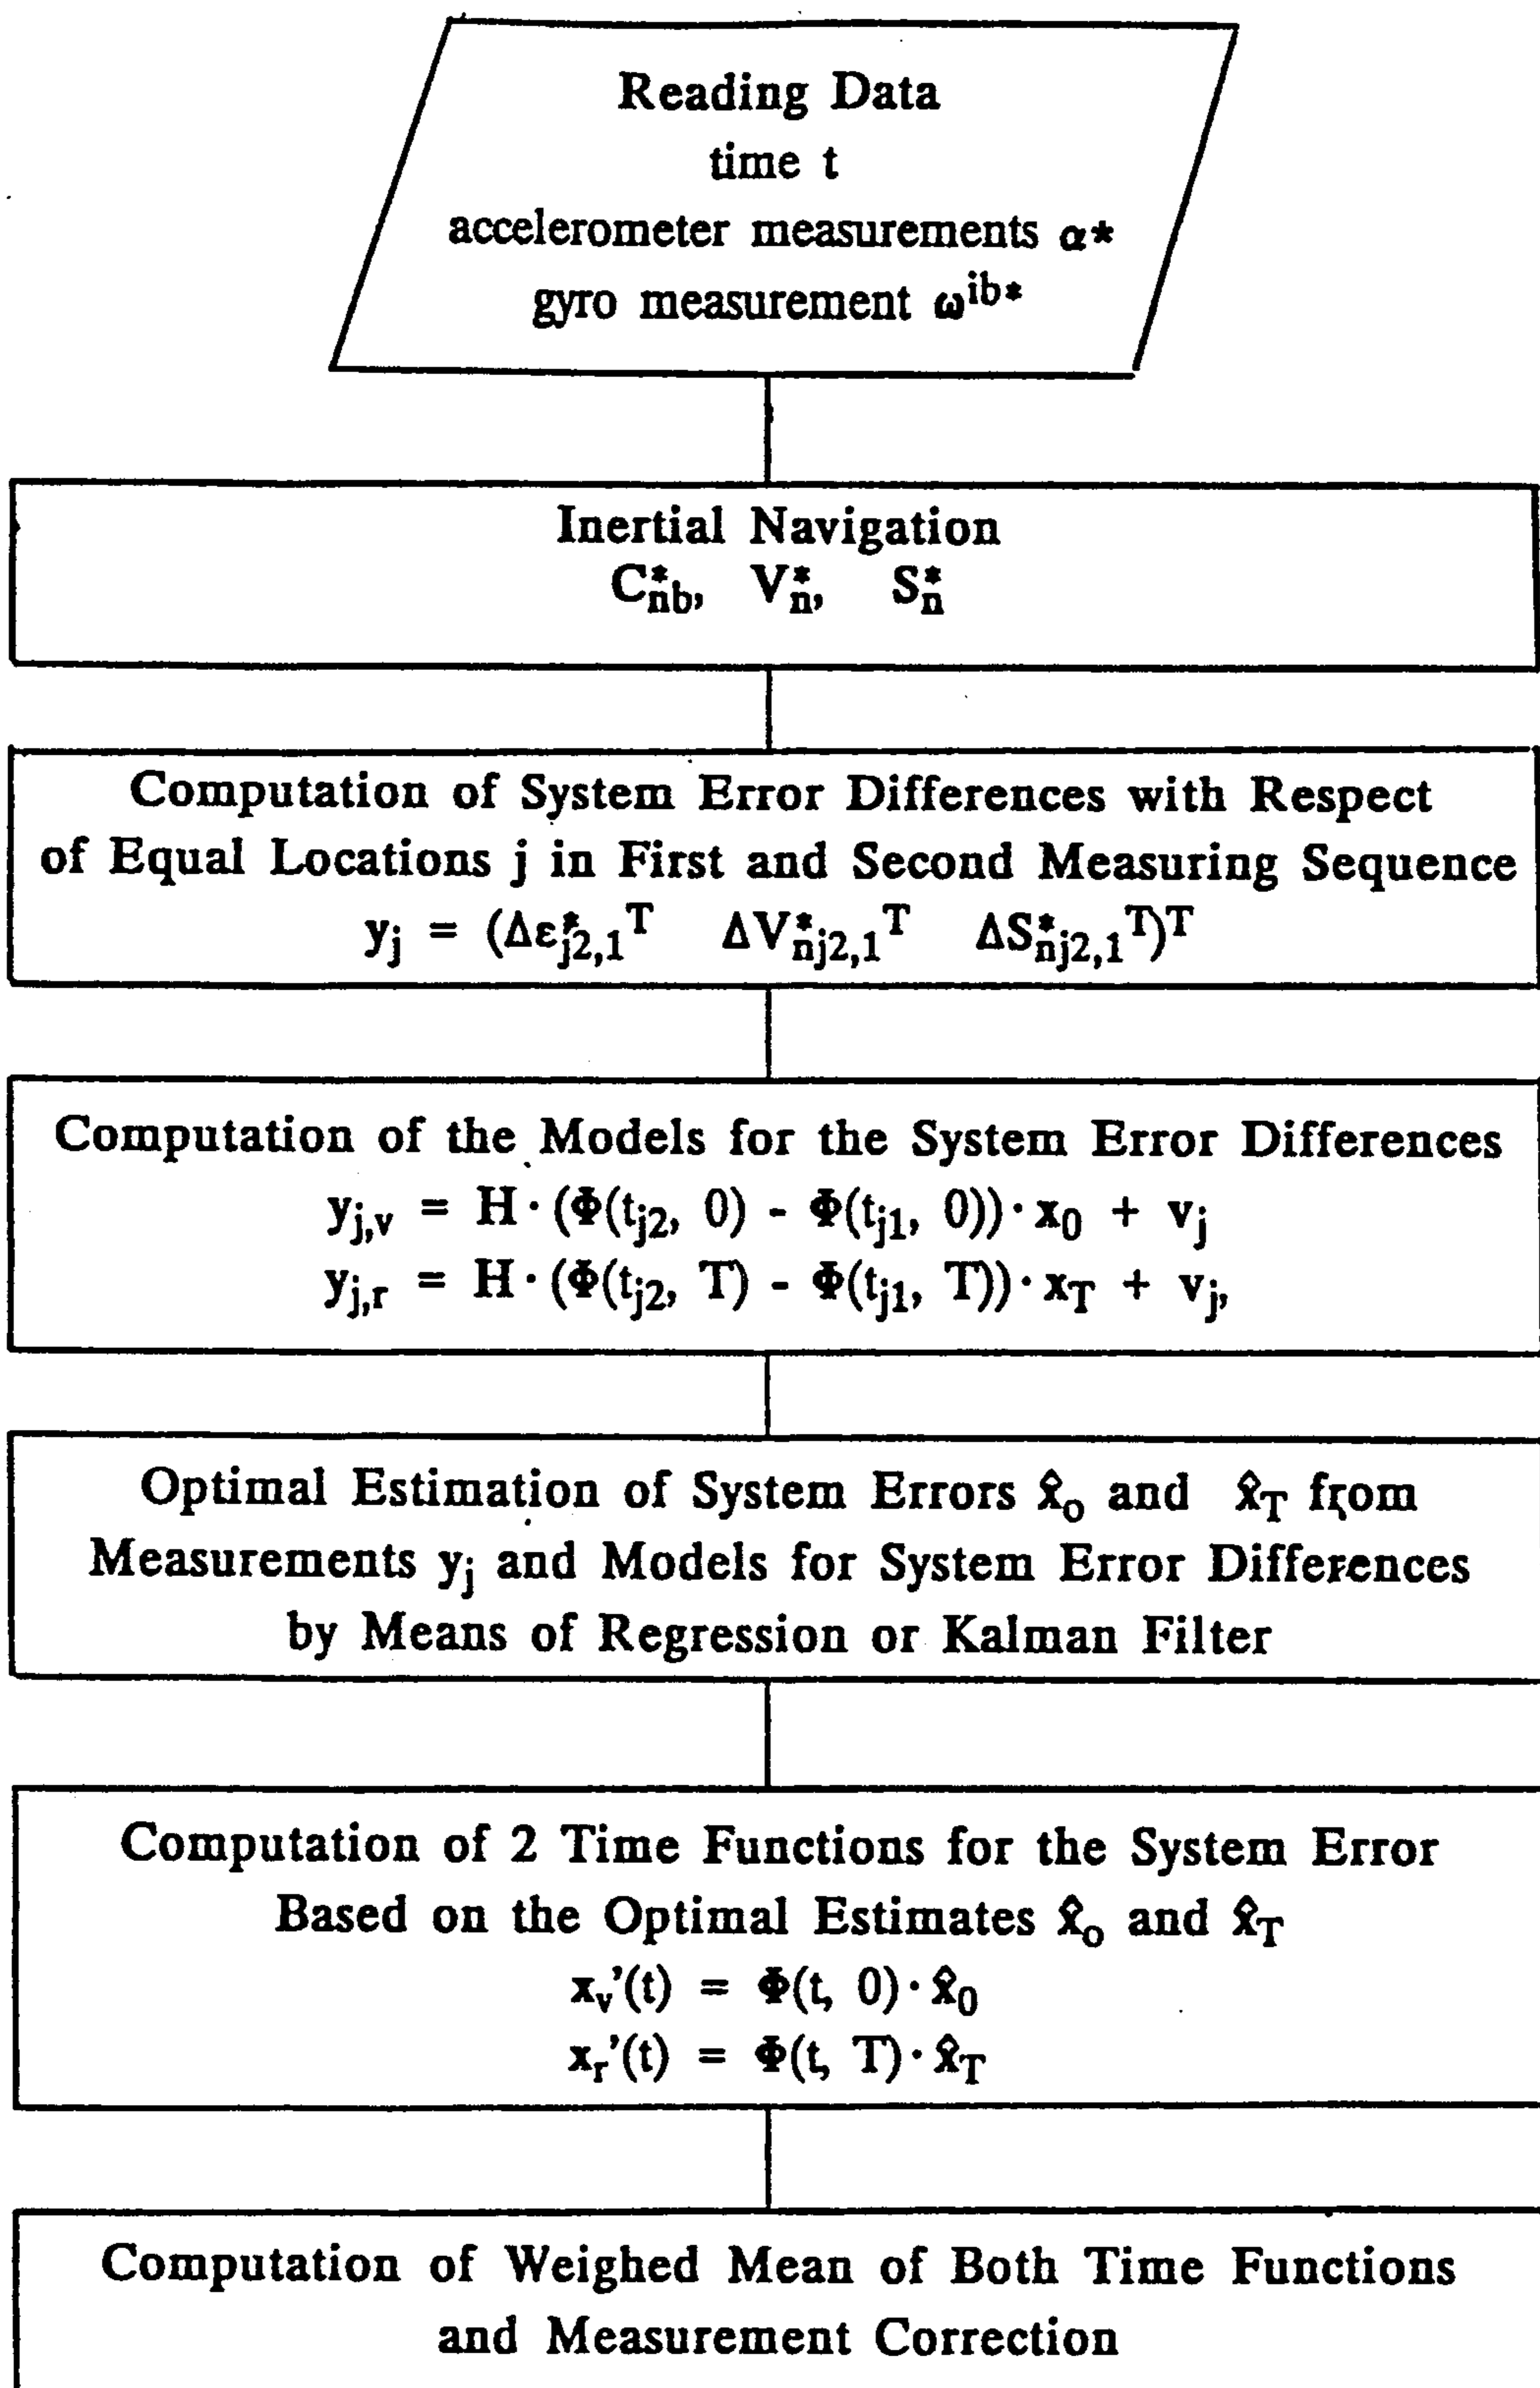 Reading Data
time t
accelerometer measurements α*
gyro measurement ω^ib*
Inertial Navigation
C*nb, V*n, S*n
Computation of System Error Differences with Respect
of Equal Locations j in First and Second Measuring Sequence
yj = (Δε*j2,1^T ΔV*nj2,1^T ΔS*nj2,1^T)^T
Computation of the Models for the System Error Differences
yj,v = H·(Φ(tj2, 0) - Φ(tj1, 0))·x0 + vj
yj,r = H·(Φ(tj2, T) - Φ(tj1, T))·xT + vj,
Optimal Estimation of System Errors x̂o and x̂T from
Measurements yj and Models for System Error Differences
by Means of Regression or Kalman Filter
Computation of 2 Time Functions for the System Error
Based on the Optimal Estimates x̂o and x̂T
xv'(t) = Φ(t, 0)·x̂0
xr'(t) = Φ(t, T)·x̂T
Computation of Weighed Mean of Both Time Functions
and Measurement Correction